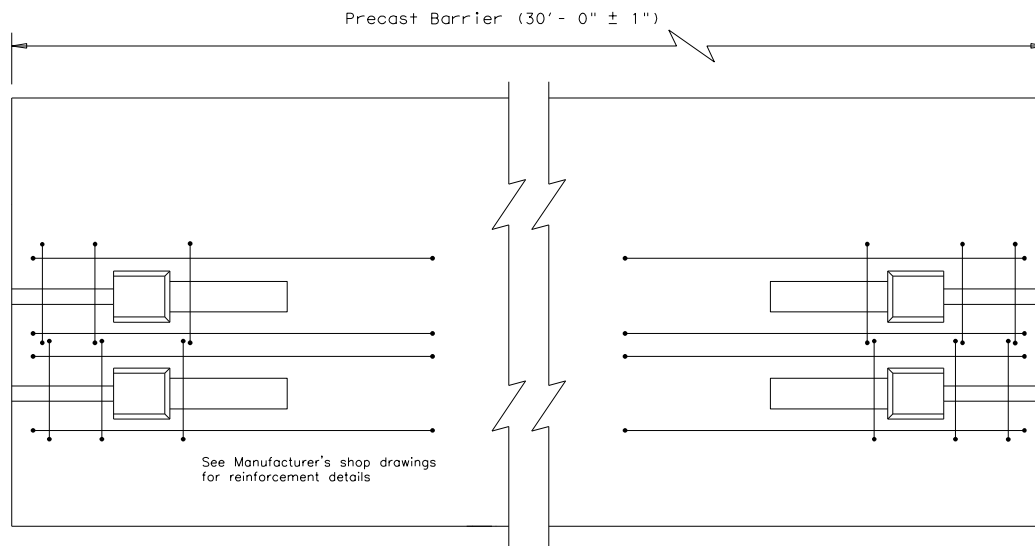 Precast Barrier (30'- 0" ± 1")
See Manufacturer's shop drawings
for reinforcement details